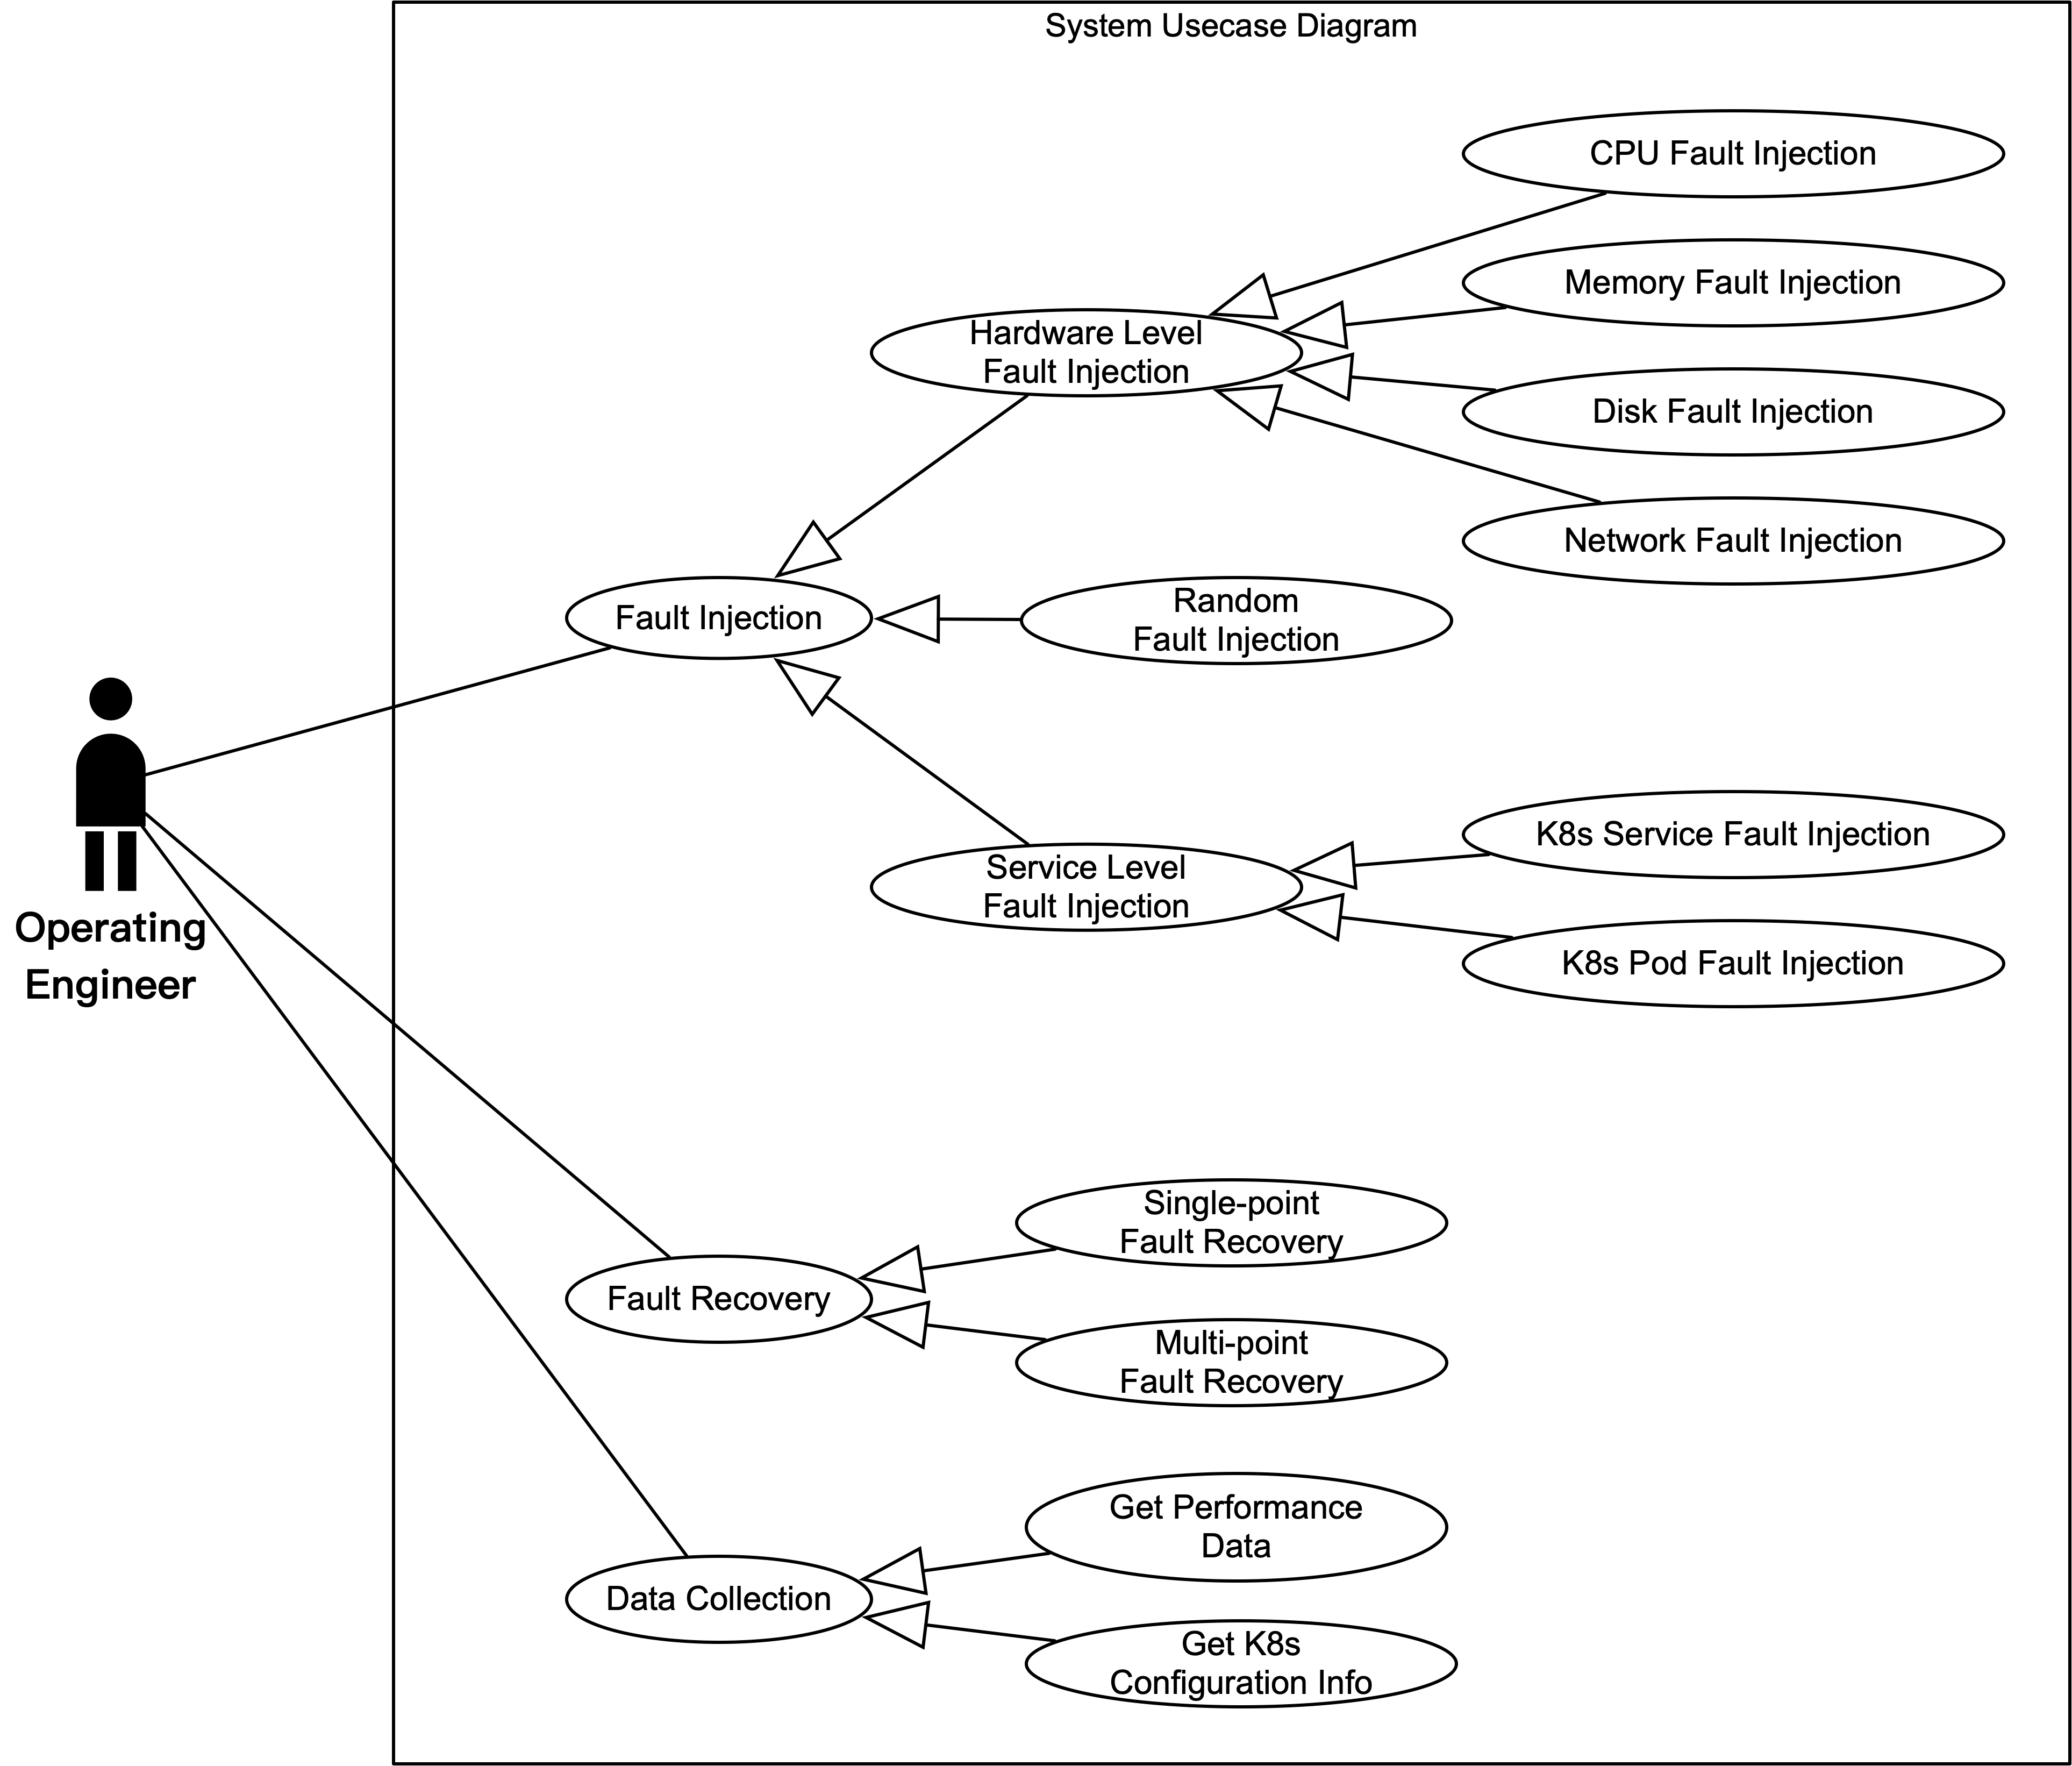 System Usecase Diagram
CPU Fault Injection
Memory Fault Injection
Hardware Level
Fault Injection
Disk Fault Injection
Network Fault Injection
Fault Injection
Random
Fault Injection
Operating
Engineer
K8s Service Fault Injection
Service Level
Fault Injection
K8s Pod Fault Injection
Single-point
Fault Recovery
Fault Recovery
Multi-point
Fault Recovery
Get Performance
Data
Data Collection
Get K8s
Configuration Info